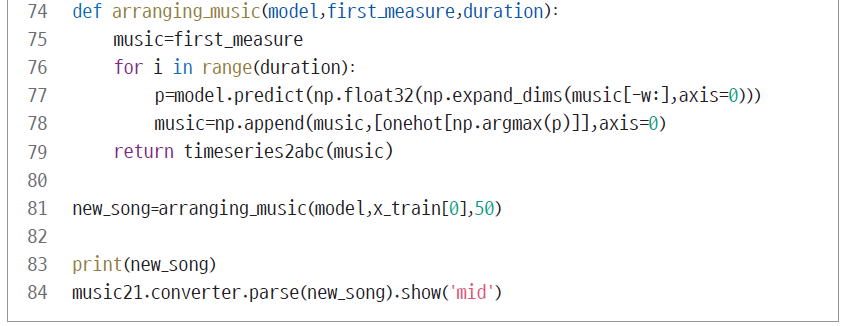 74 def arranging_music(model,first_measure,duration):
75     music=first_measure
76     for i in range(duration):
77         p=model.predict(np.float32(np.expand_dims(music[-w:],axis=0)))
78         music=np.append(music,[onehot[np.argmax(p)]],axis=0)
79     return timeseries2abc(music)
80
81 new_song=arranging_music(model,x_train[0],50)
82
83 print(new_song)
84 music21.converter.parse(new_song).show('mid')